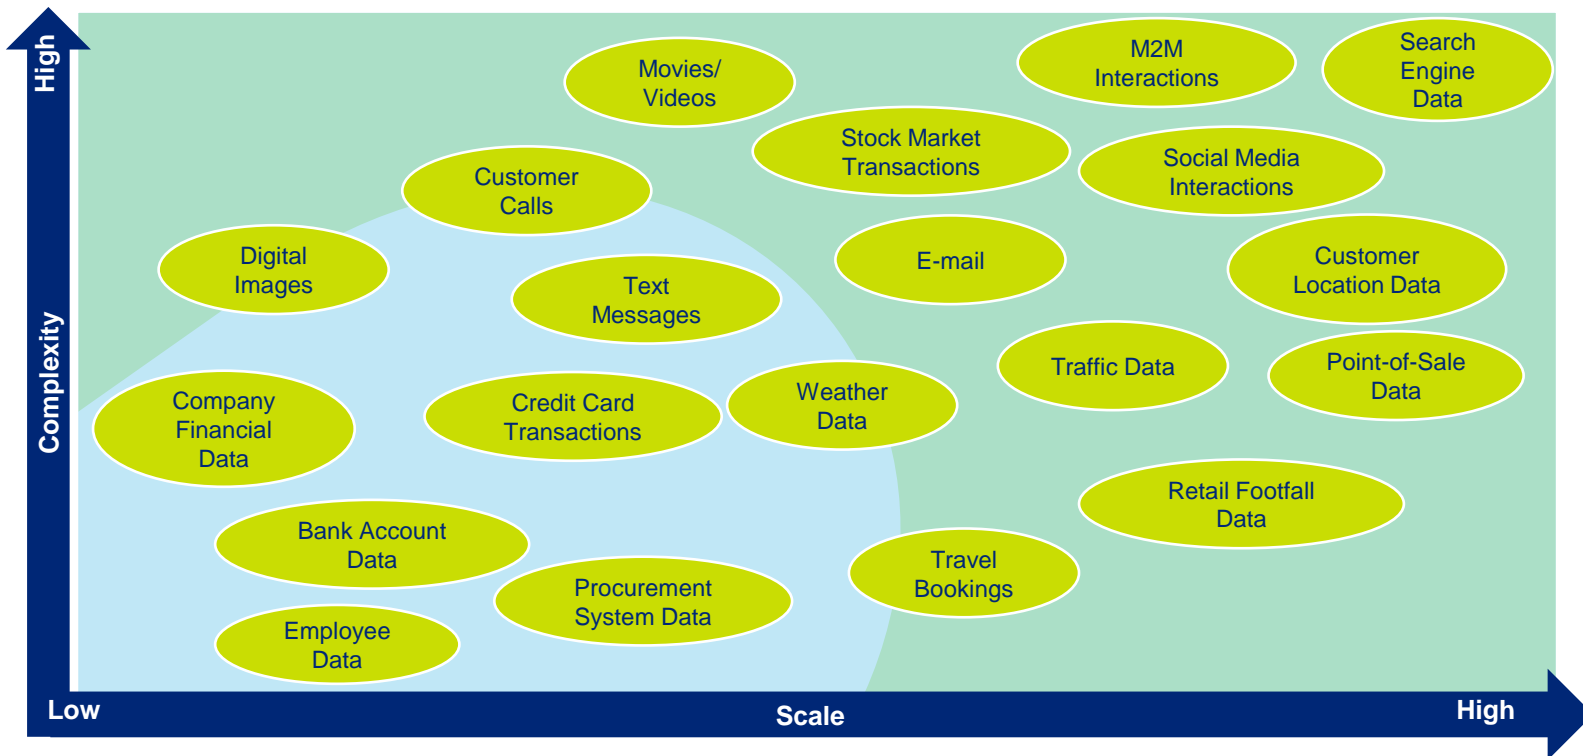 High
Complexity
Movies/
Videos
M2M
Interactions
Search
Engine
Data
Stock Market
Transactions
Social Media
Interactions
Customer
Calls
Digital
Images
Text
Messages
E-mail
Customer
Location Data
Traffic Data
Point-of-Sale
Data
Company
Financial
Data
Credit Card
Transactions
Weather
Data
Retail Footfall
Data
Bank Account
Data
Procurement
System Data
Travel
Bookings
Employee
Data
Low
Scale
High